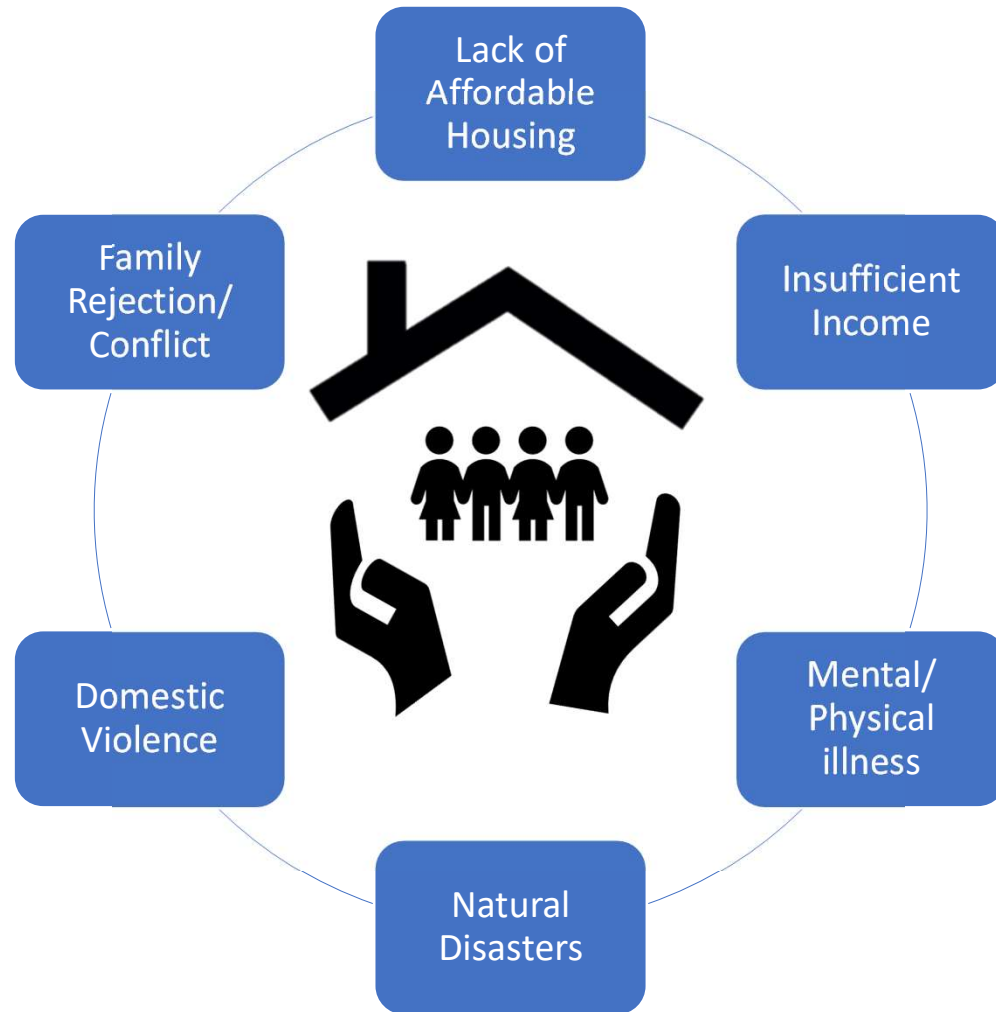 Lack of
Affordable
Housing
Insufficient
Income
Mental/
Physical
illness
Natural
Disasters
Domestic
Violence
Family
Rejection/
Conflict